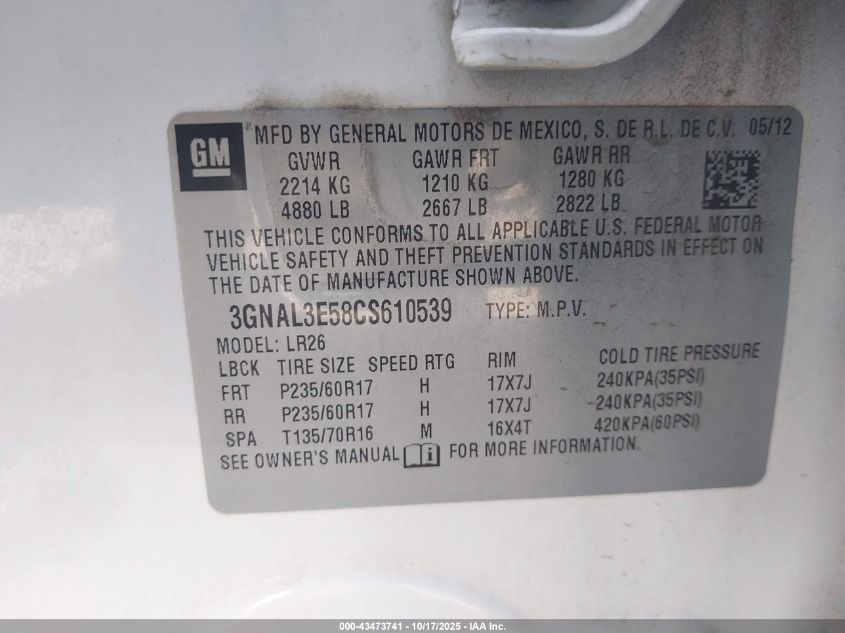 GM ® MFD BY GENERAL MOTORS DE MEXICO, S. DE R.L. DE C.V. 05/12
GVWR GAWR FRT GAWR RR
2214 KG 1210 KG 1280 KG
4880 LB 2667 LB 2822 LB
THIS VEHICLE CONFORMS TO ALL APPLICABLE U.S. FEDERAL MOTOR
VEHICLE SAFETY AND THEFT PREVENTION STANDARDS IN EFFECT ON
THE DATE OF MANUFACTURE SHOWN ABOVE.
3GNAL3E58CS610539 TYPE: M.P.V.
MODEL: LR26
LBCK TIRE SIZE SPEED RTG RIM COLD TIRE PRESSURE
FRT P235/60R17 H 17X7J 240KPA(35PSI)
RR P235/60R17 H 17X7J 240KPA(35PSI)
SPA T135/70R16 M 16X4T 420KPA(60PSI)
SEE OWNER'S MANUAL i FOR MORE INFORMATION.
000-43473741 - 10/17/2025 - IAA Inc.